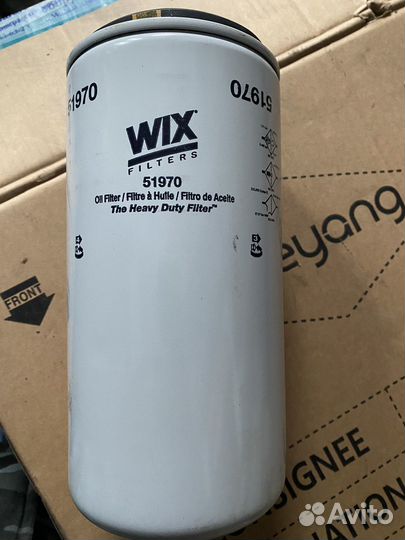 51970
51970
WIX®
FILTERS
51970
Oil Filter / Filtre à Huile / Filtro de Aceite
The Heavy Duty Filter™
eyang
FRONT
SIGNEE
NATION
Avito